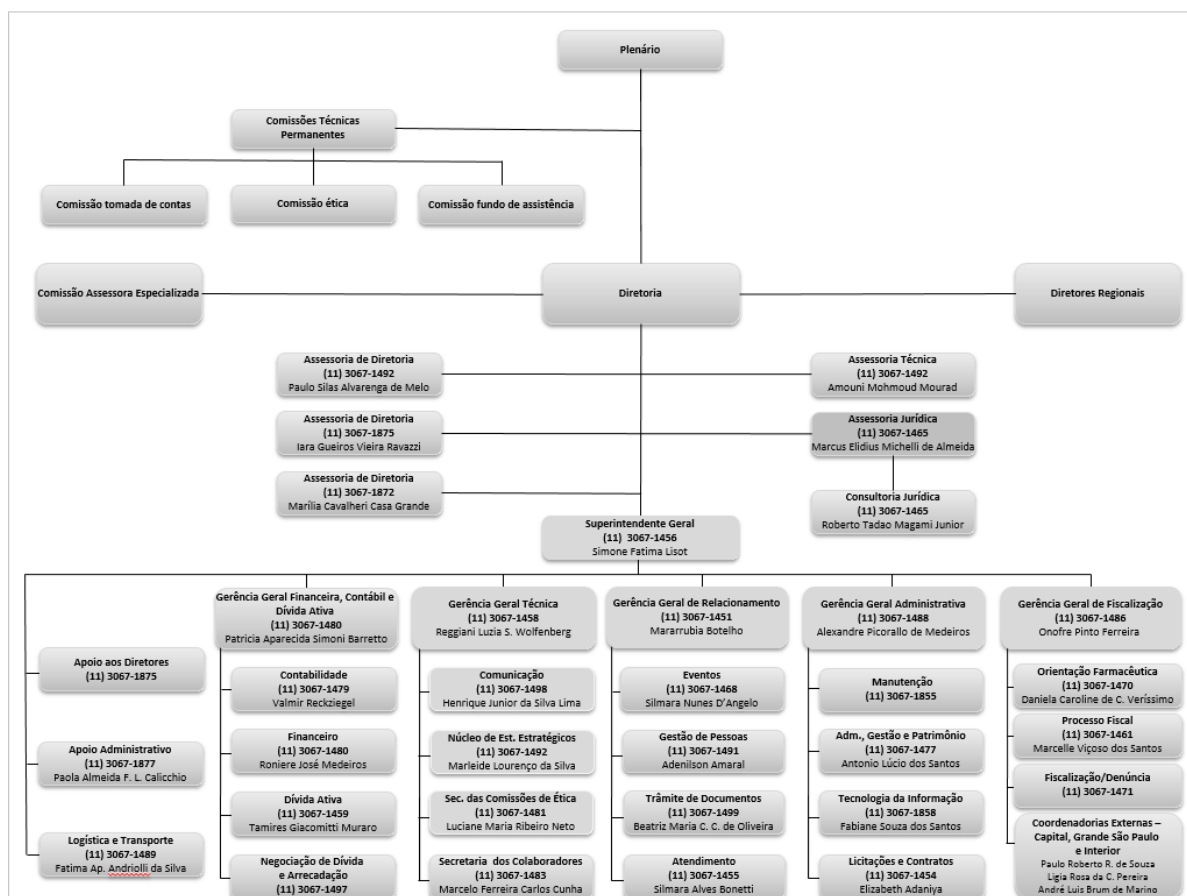 Plenário
Comissões Técnicas
Permanentes
Comissão tomada de contas
Comissão ética
Comissão fundo de assistência
Comissão Assessora Especializada
Diretoria
Diretores Regionais
Assessoria de Diretoria
(11) 3067-1492
Paulo Silas Alvarenga de Melo
Assessoria Técnica
(11) 3067-1492
Amouni Mohmoud Mourad
Assessoria de Diretoria
(11) 3067-1875
Iara Gueiros Vieira Ravazzi
Assessoria Jurídica
(11) 3067-1465
Marcus Elidius Michelli de Almeida
Assessoria de Diretoria
(11) 3067-1872
Marília Cavalheri Casa Grande
Consultoria Jurídica
(11) 3067-1465
Roberto Tadao Magami Junior
Superintendente Geral
(11) 3067-1456
Simone Fatima Lisot
Apoio aos Diretores
(11) 3067-1875
Apoio Administrativo
(11) 3067-1877
Paola Almeida F. L. Calicchio
Logística e Transporte
(11) 3067-1489
Fatima Ap. Andriolli da Silva
Gerência Geral Financeira, Contábil e
Dívida Ativa
(11) 3067-1480
Patricia Aparecida Simoni Barretto
Contabilidade
(11) 3067-1479
Valmir Reckziegel
Financeiro
(11) 3067-1480
Roniere José Medeiros
Dívida Ativa
(11) 3067-1459
Tamires Giacomitti Muraro
Negociação de Dívida
e Arrecadação
(11) 3067-1497
Gerência Geral Técnica
(11) 3067-1458
Reggiani Luzia S. Wolfenberg
Comunicação
(11) 3067-1498
Henrique Junior da Silva Lima
Núcleo de Est. Estratégicos
(11) 3067-1492
Marleide Lourenço da Silva
Sec. das Comissões de Ética
(11) 3067-1481
Luciane Maria Ribeiro Neto
Secretaria dos Colaboradores
(11) 3067-1483
Marcelo Ferreira Carlos Cunha
Gerência Geral de Relacionamento
(11) 3067-1451
Mararrubia Botelho
Eventos
(11) 3067-1468
Silmara Nunes D’Angelo
Gestão de Pessoas
(11) 3067-1491
Adenilson Amaral
Trâmite de Documentos
(11) 3067-1499
Beatriz Maria C. C. de Oliveira
Atendimento
(11) 3067-1455
Silmara Alves Bonetti
Gerência Geral Administrativa
(11) 3067-1488
Alexandre Picorallo de Medeiros
Manutenção
(11) 3067-1855
Adm., Gestão e Patrimônio
(11) 3067-1477
Antonio Lúcio dos Santos
Tecnologia da Informação
(11) 3067-1858
Fabiane Souza dos Santos
Licitações e Contratos
(11) 3067-1454
Elizabeth Adaniya
Gerência Geral de Fiscalização
(11) 3067-1486
Onofre Pinto Ferreira
Orientação Farmacêutica
(11) 3067-1470
Daniela Caroline de C. Veríssimo
Processo Fiscal
(11) 3067-1461
Marcelle Viçoso dos Santos
Fiscalização/Denúncia
(11) 3067-1471
Coordenadorias Externas –
Capital, Grande São Paulo
e Interior
Paulo Roberto R. de Souza
Ligia Rosa da C. Pereira
André Luis Brum de Marino